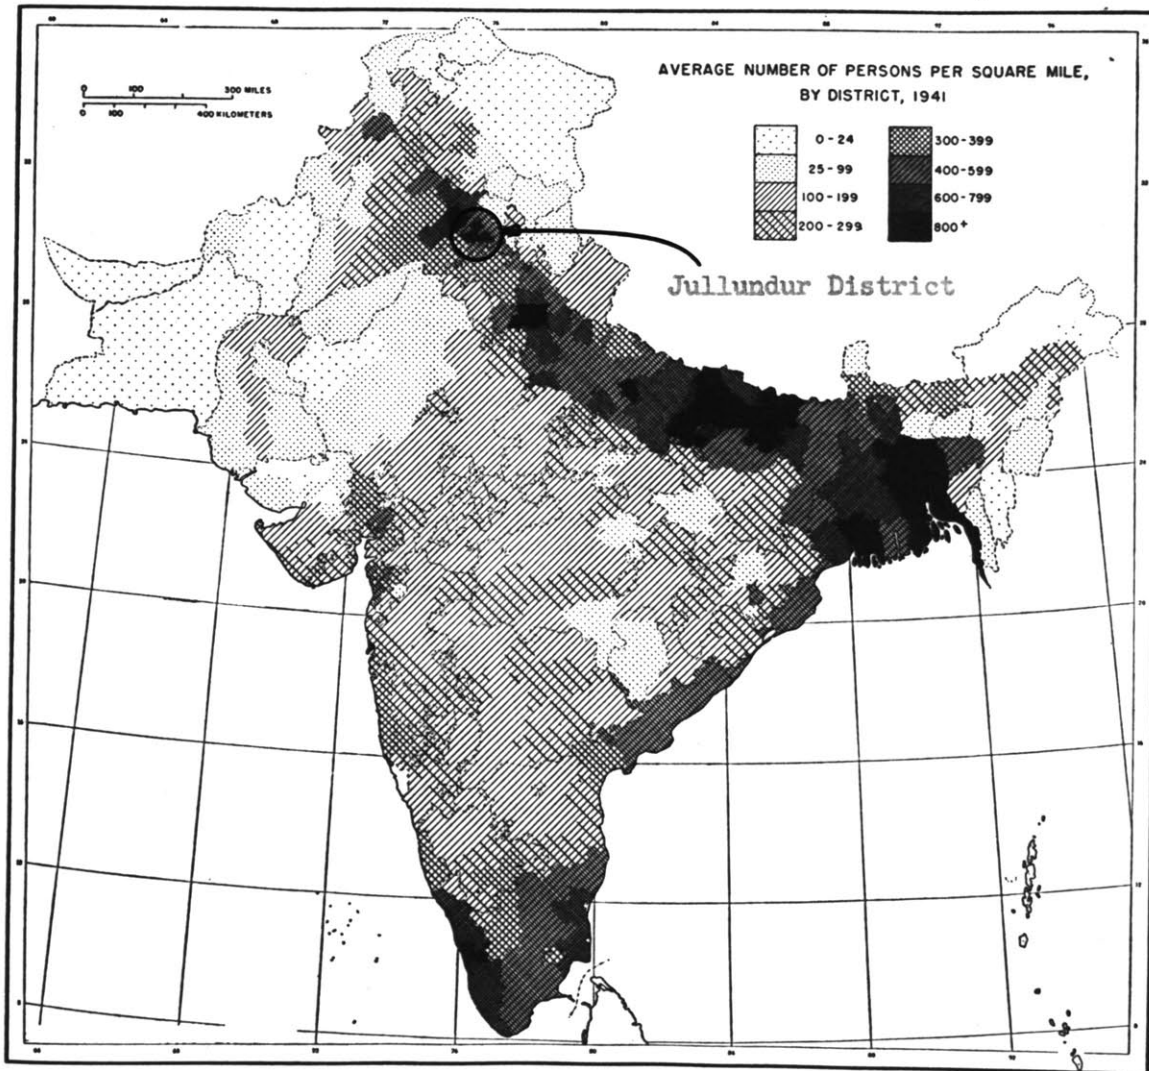 0 100 300 MILES
0 100 400 KILOMETERS
AVERAGE NUMBER OF PERSONS PER SQUARE MILE,
BY DISTRICT, 1941
0-24 300-399
25-99 400-599
100-199 600-799
200-299 800+
Jullundur District